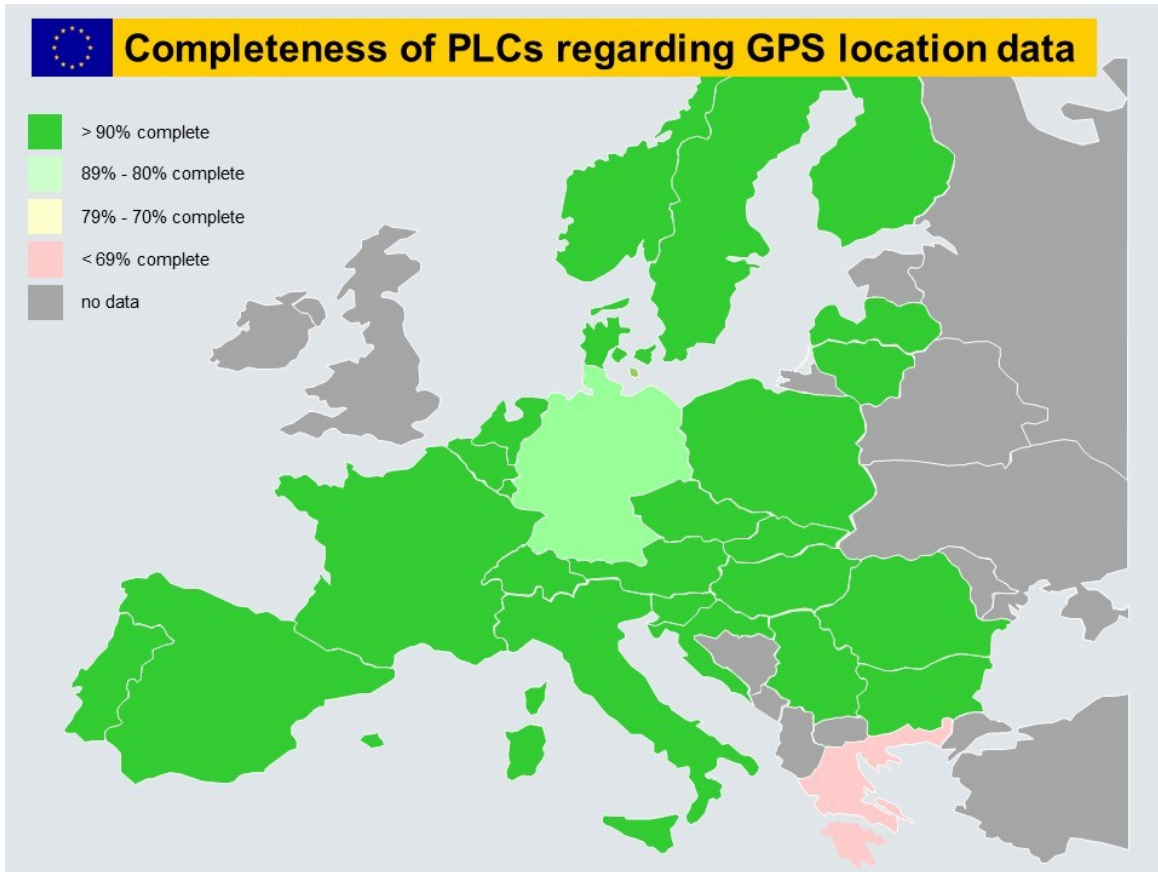 Completeness of PLCs regarding GPS location data
> 90% complete
89% - 80% complete
79% - 70% complete
< 69% complete
no data